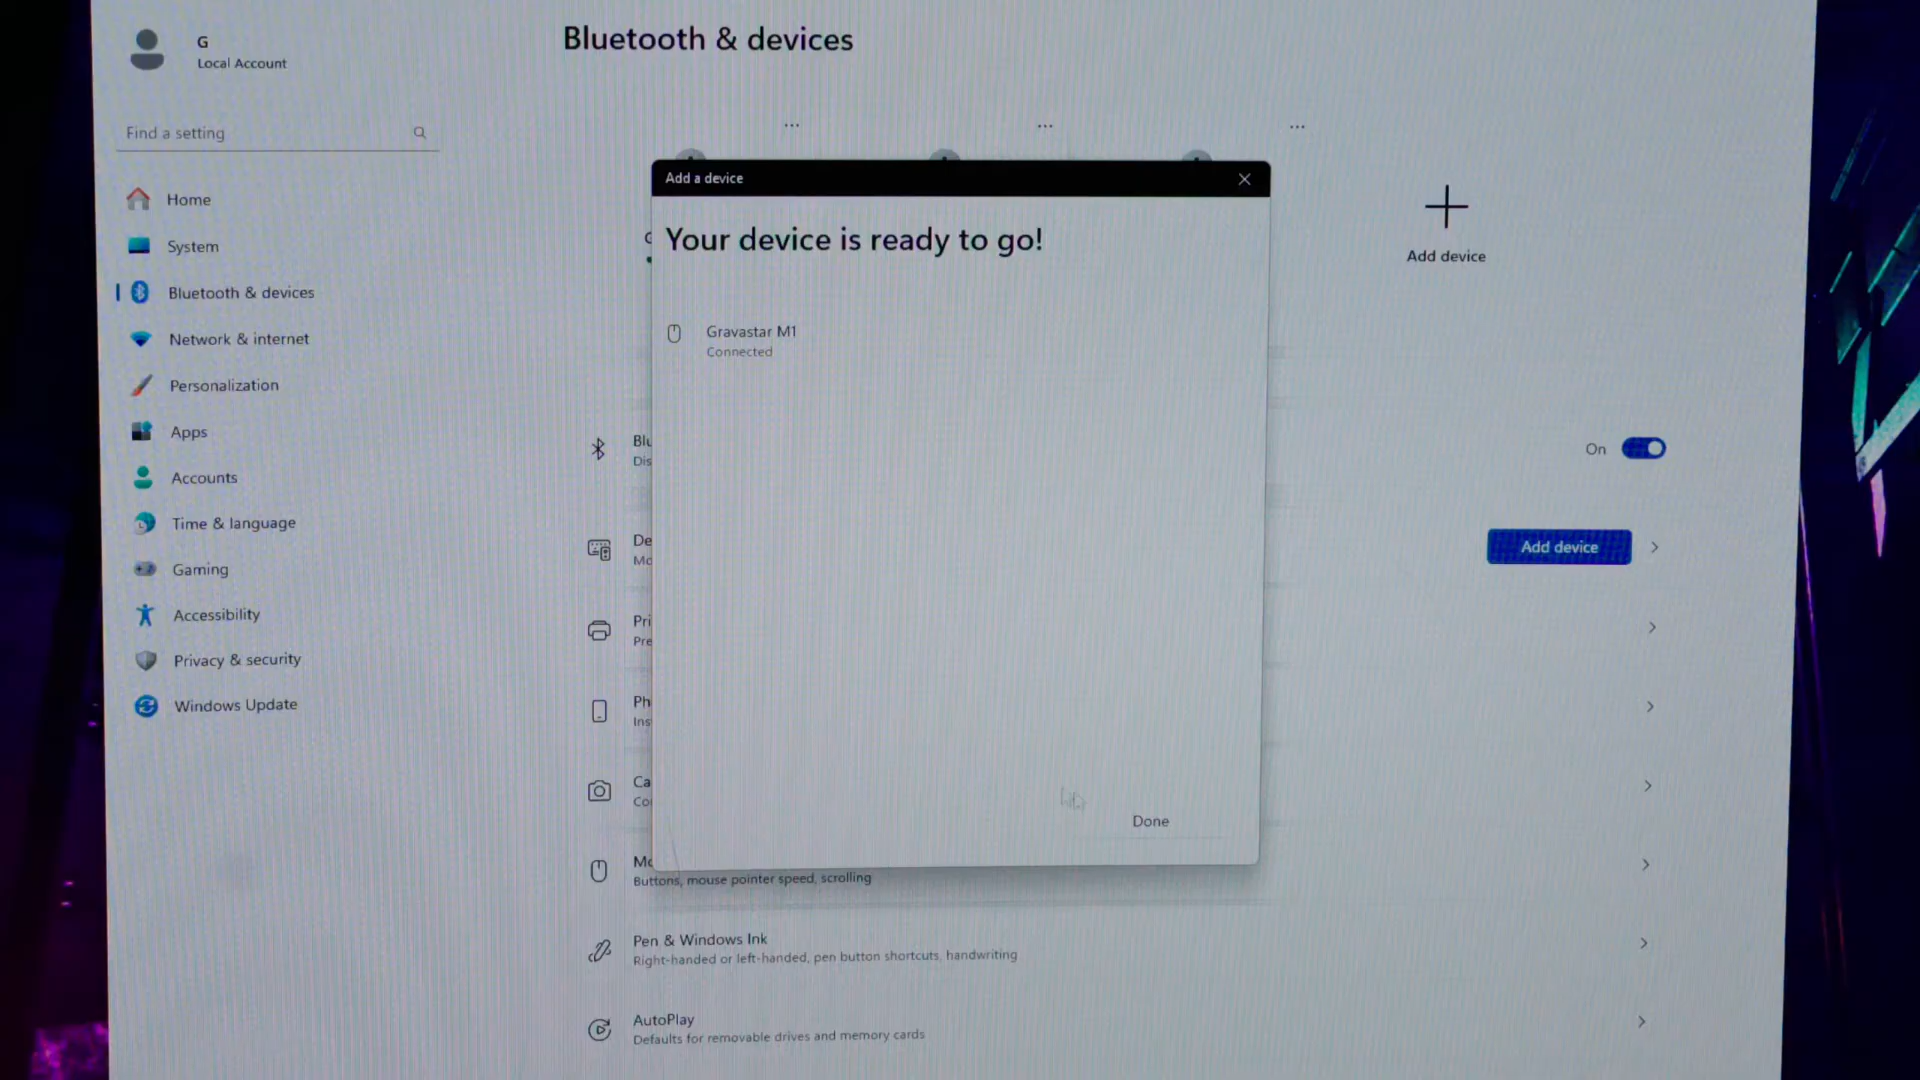 G
Local Account
Bluetooth & devices
Find a setting
Home
System
Bluetooth & devices
Network & internet
Personalization
Apps
Accounts
Time & language
Gaming
Accessibility
Privacy & security
Windows Update
Add a device
Your device is ready to go!
Gravastar M1
Connected
Done
Add device
On
Add device
Buttons, mouse pointer speed, scrolling
Pen & Windows Ink
Right-handed or left-handed, pen button shortcuts, handwriting
AutoPlay
Defaults for removable drives and memory cards